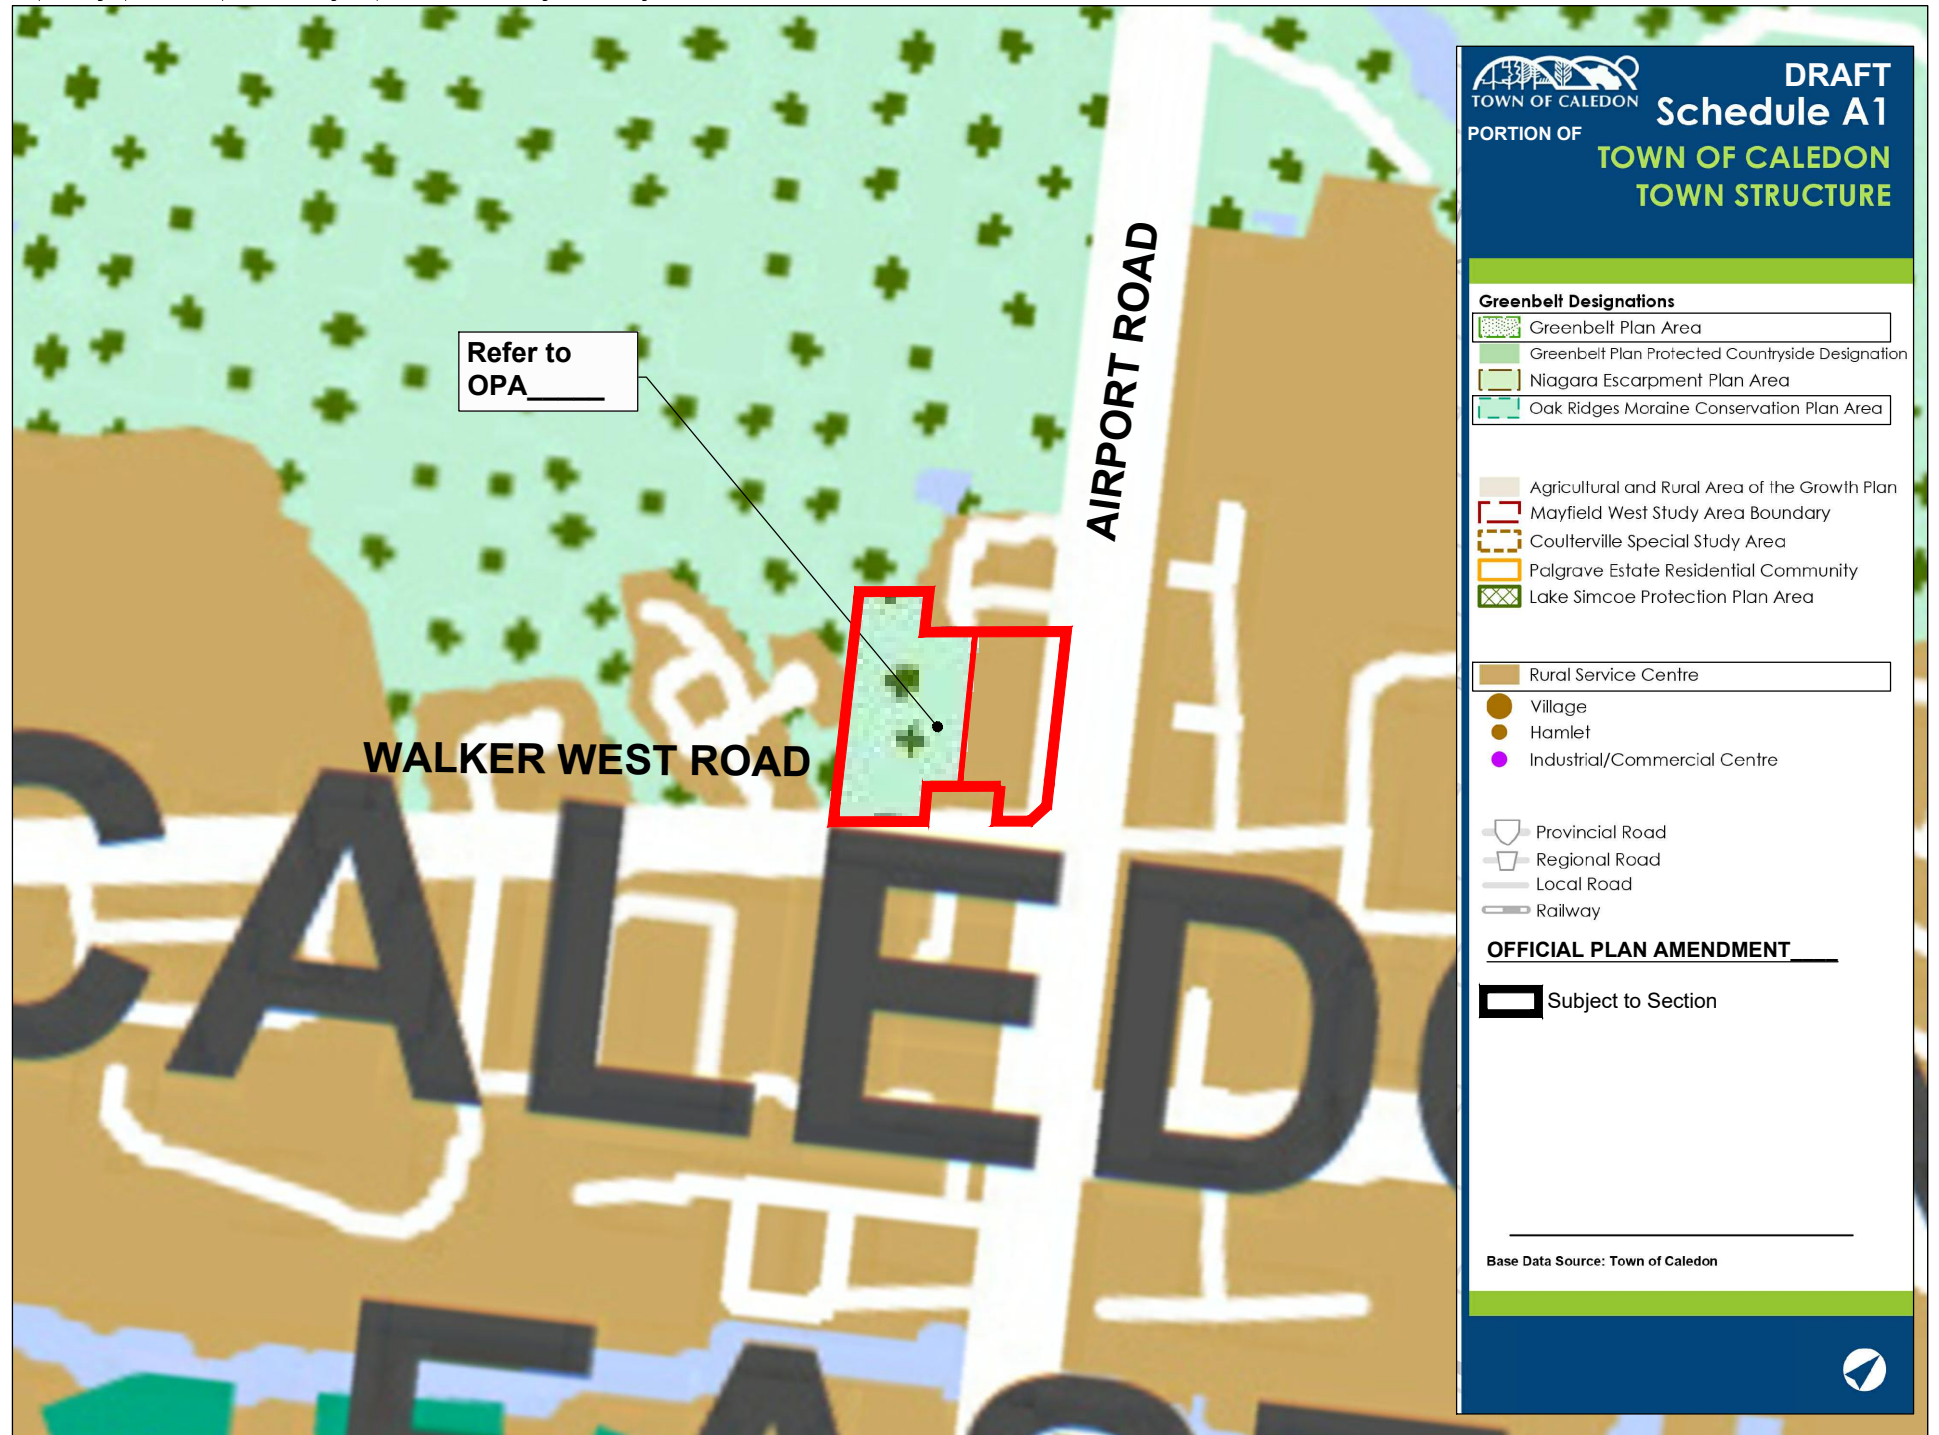 Refer to
OPA_____
AIRPORT ROAD
WALKER WEST ROAD
CALEDO
EAST
TOWN OF CALEDON
DRAFT
Schedule A1
PORTION OF
TOWN OF CALEDON
TOWN STRUCTURE
Greenbelt Designations
Greenbelt Plan Area
Greenbelt Plan Protected Countryside Designation
Niagara Escarpment Plan Area
Oak Ridges Moraine Conservation Plan Area
Agricultural and Rural Area of the Growth Plan
Mayfield West Study Area Boundary
Coulterville Special Study Area
Palgrave Estate Residential Community
Lake Simcoe Protection Plan Area
Rural Service Centre
Village
Hamlet
Industrial/Commercial Centre
Provincial Road
Regional Road
Local Road
Railway
OFFICIAL PLAN AMENDMENT____
Subject to Section
Base Data Source: Town of Caledon